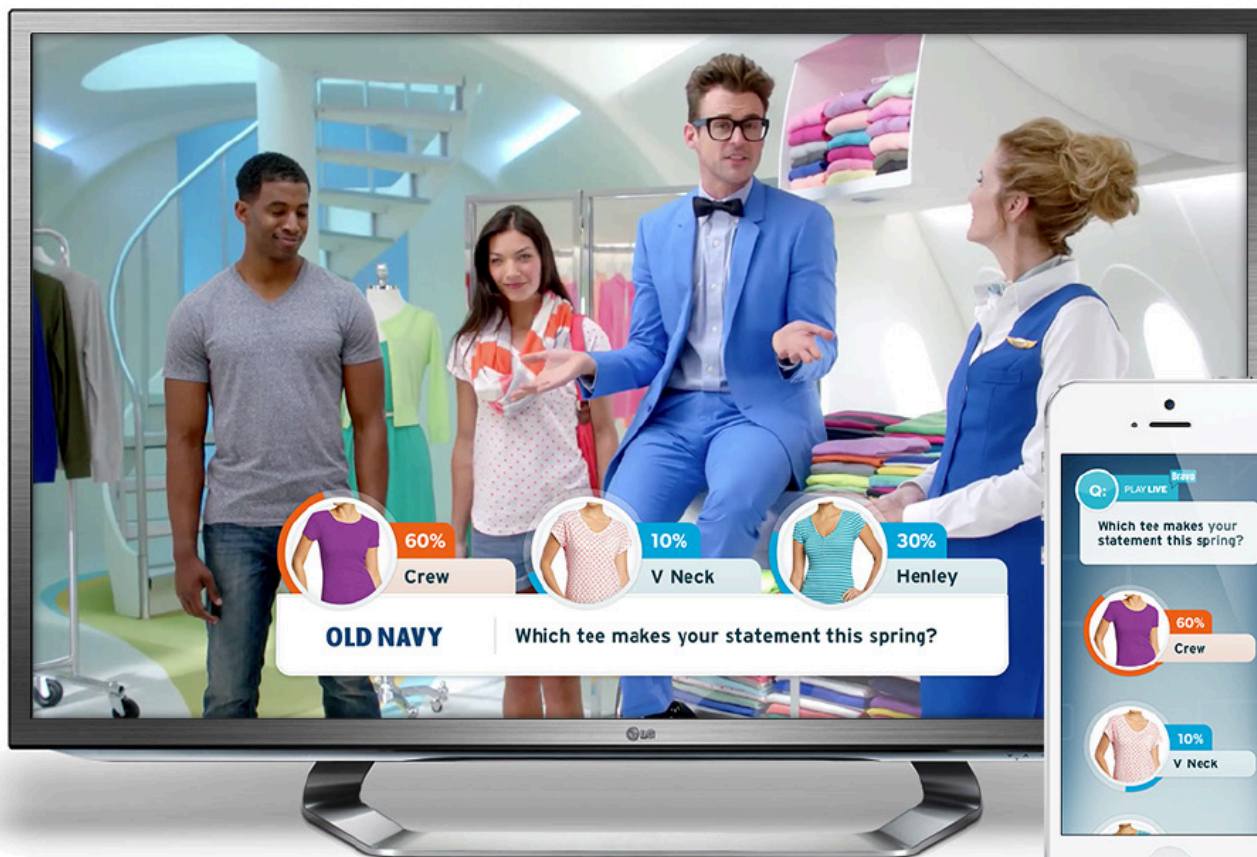 60%
Crew
10%
V Neck
30%
Henley
OLD NAVY
Which tee makes your statement this spring?
LG
Q:
PLAY LIVE
Bravo
Which tee makes your
statement this spring?
60%
Crew
10%
V Neck